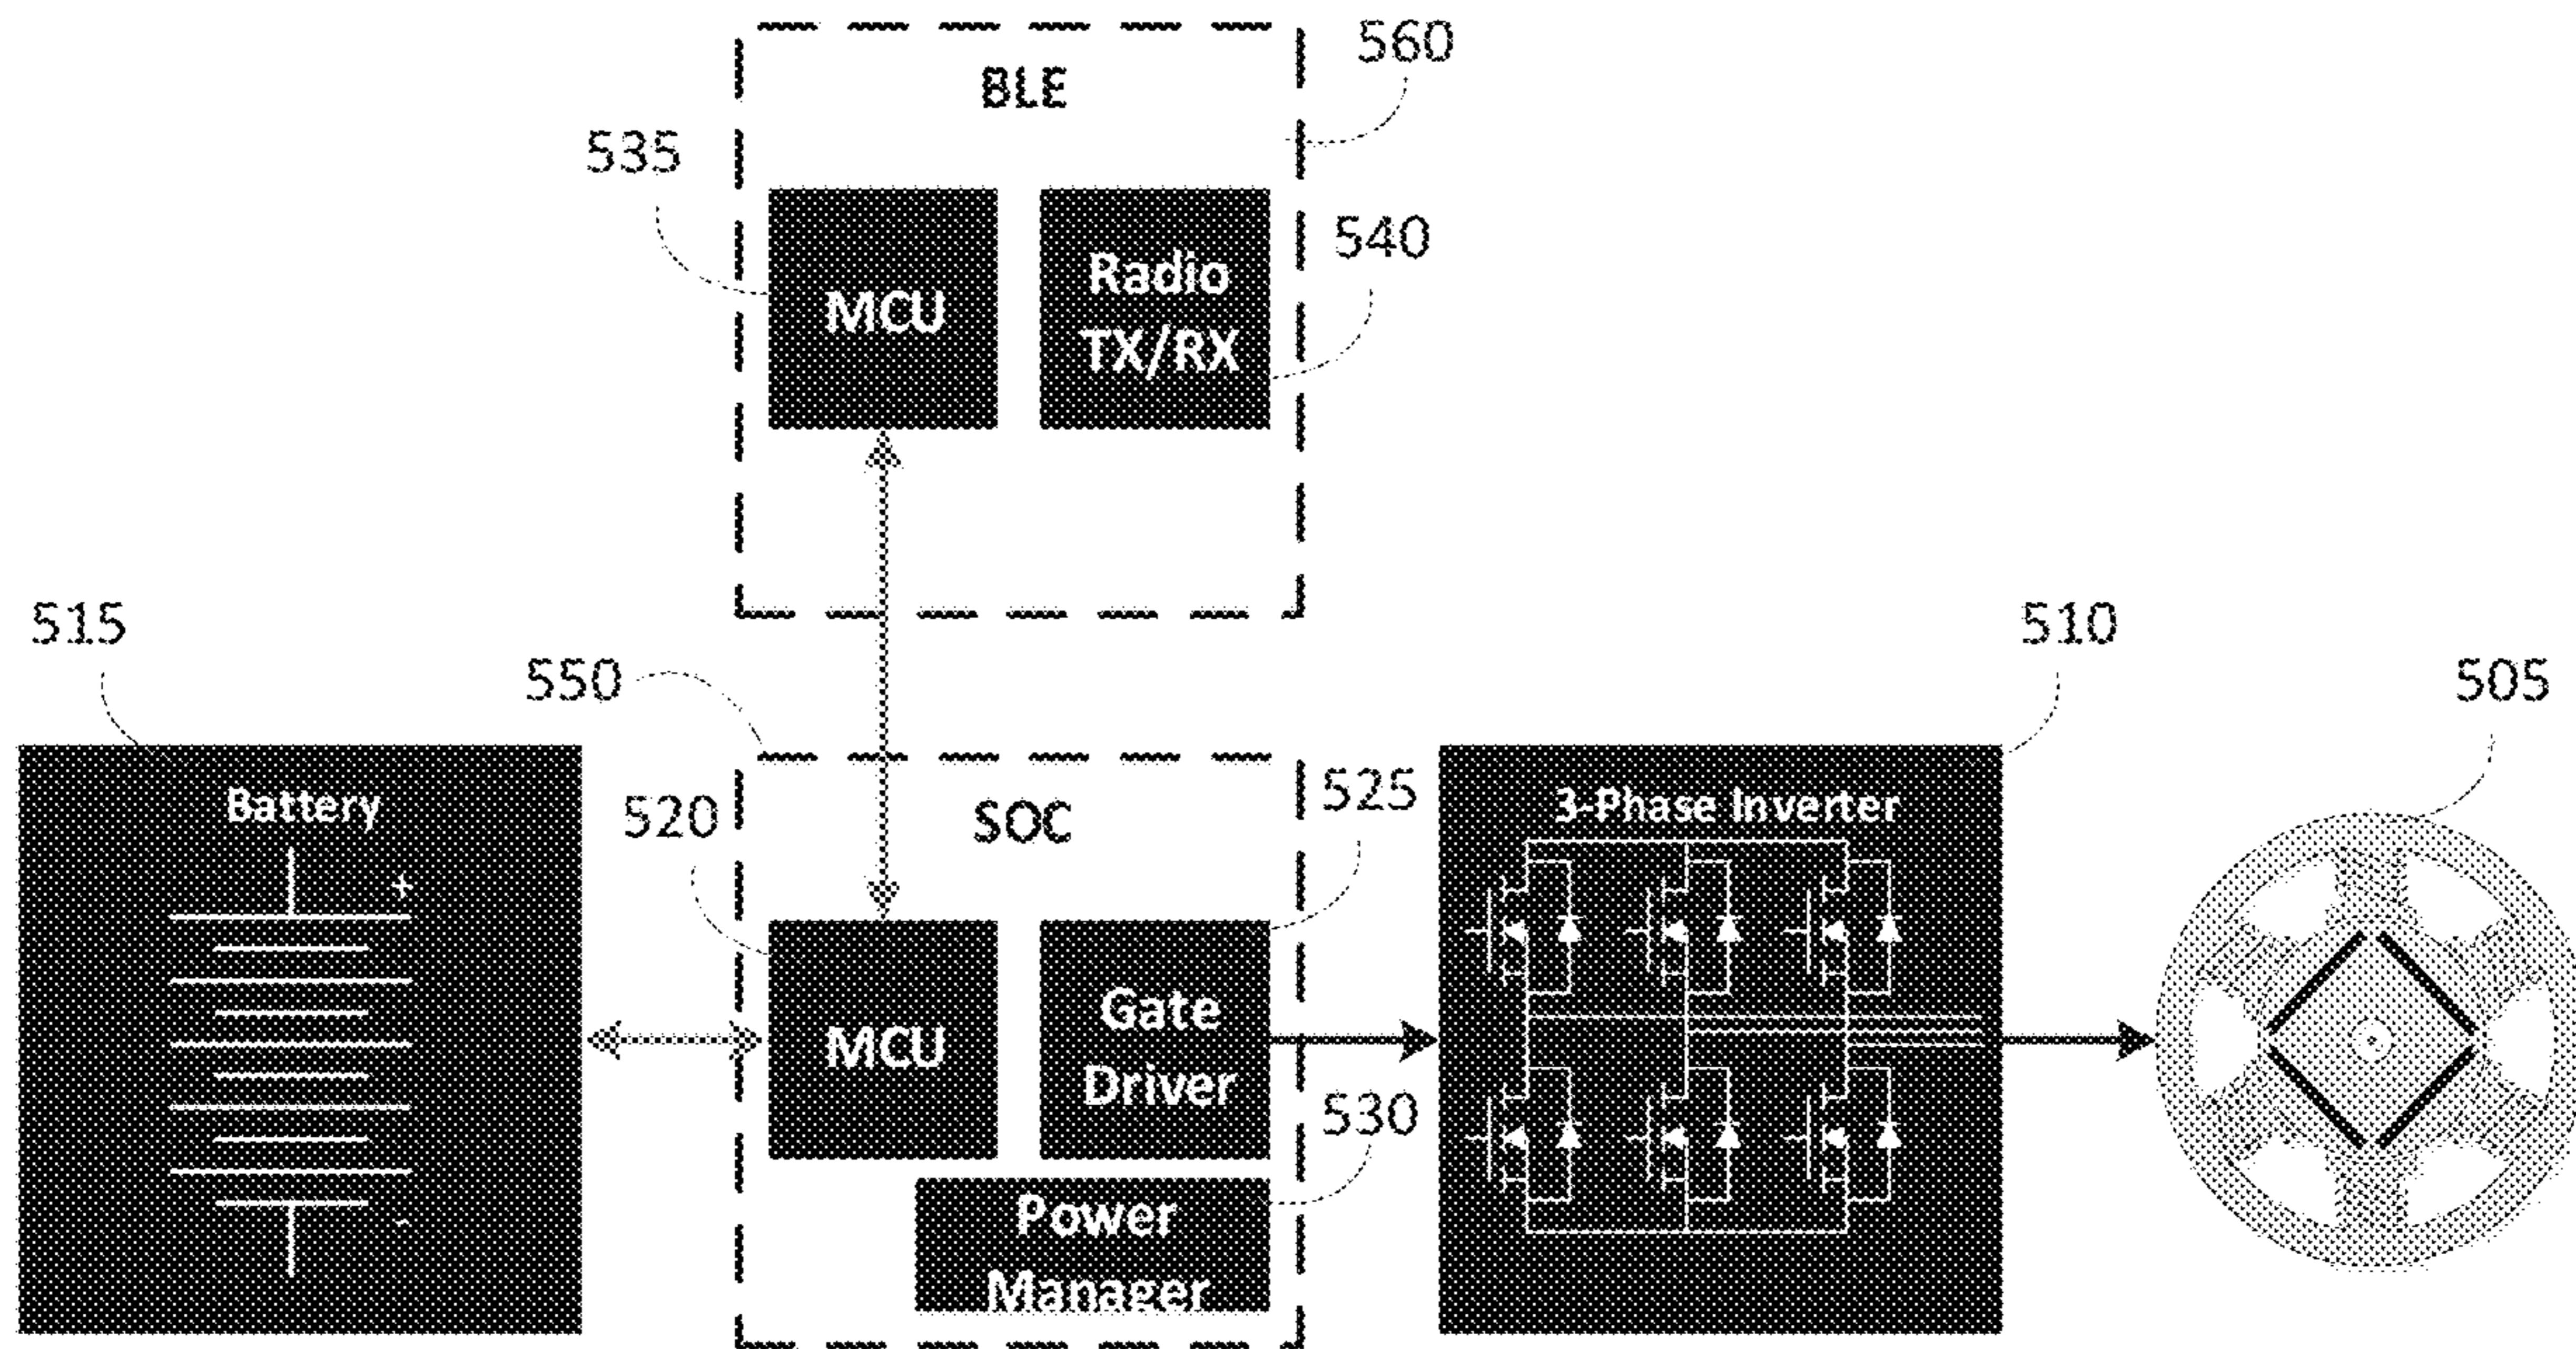 560
BLE
535
540
MCU
Radio
TX/RX
515
510
550
505
Battery
+
520
SOC
525
3-Phase Inverter
MCU
Gate
Driver
530
Power
Manager
-